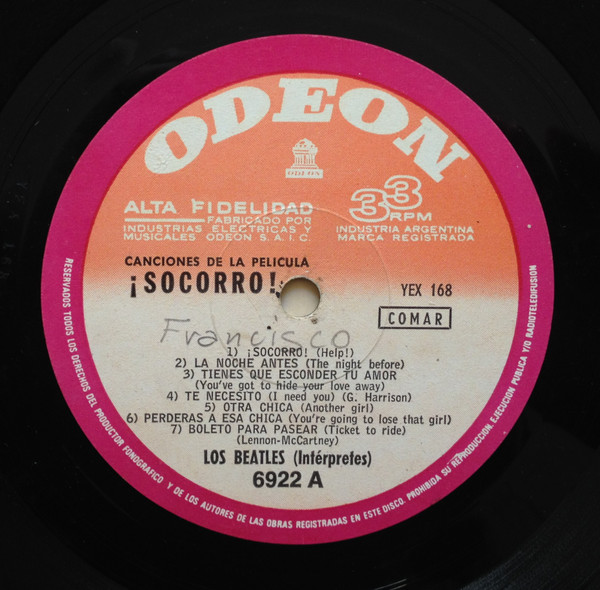 ODEON
ODEON
ALTA FIDELIDAD
FABRICADO POR
INDUSTRIAS ELECTRICAS Y
MUSICALES ODEON S.A.I.C.
33 RPM
INDUSTRIA ARGENTINA
MARCA REGISTRADA
CANCIONES DE LA PELICULA
¡SOCORRO!
YEX 168
COMAR
Francisco
1) ¡SOCORRO! (Help!)
2) LA NOCHE ANTES (The night before)
3) TIENES QUE ESCONDER TU AMOR
(You've got to hide your love away)
4) TE NECESITO (I need you) (G. Harrison)
5) OTRA CHICA (Another girl)
6) PERDERAS A ESA CHICA (You're going to lose that girl)
7) BOLETO PARA PASEAR (Ticket to ride)
(Lennon-McCartney)
LOS BEATLES (Intérpretes)
6922 A
RESERVADOS TODOS LOS DERECHOS DEL PRODUCTOR FONOGRAFICO Y DE LOS AUTORES DE LAS OBRAS REGISTRADAS EN ESTE DISCO. PROHIBIDA SU REPRODUCCION EJECUCION PUBLICA Y/O RADIOTELEDIFUSION